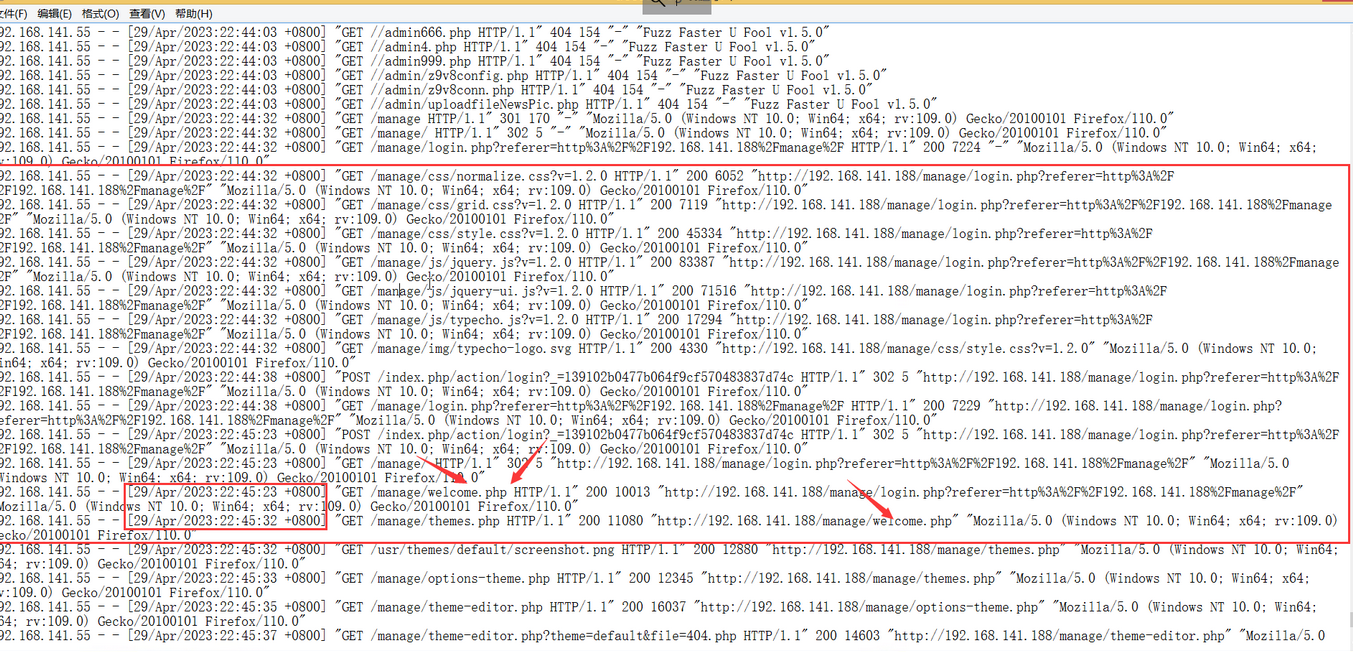 文件(F) 编辑(E) 格式(O) 查看(V) 帮助(H)
92.168.141.55 - - [29/Apr/2023:22:44:03 +0800] "GET //admin666.php HTTP/1.1" 404 154 "-" "Fuzz Faster U Fool v1.5.0"
92.168.141.55 - - [29/Apr/2023:22:44:03 +0800] "GET //admin4.php HTTP/1.1" 404 154 "-" "Fuzz Faster U Fool v1.5.0"
92.168.141.55 - - [29/Apr/2023:22:44:03 +0800] "GET //admin999.php HTTP/1.1" 404 154 "-" "Fuzz Faster U Fool v1.5.0"
92.168.141.55 - - [29/Apr/2023:22:44:03 +0800] "GET //admin/z9v8config.php HTTP/1.1" 404 154 "-" "Fuzz Faster U Fool v1.5.0"
92.168.141.55 - - [29/Apr/2023:22:44:03 +0800] "GET //admin/z9v8conn.php HTTP/1.1" 404 154 "-" "Fuzz Faster U Fool v1.5.0"
92.168.141.55 - - [29/Apr/2023:22:44:03 +0800] "GET //admin/uploadfileNewsPic.php HTTP/1.1" 404 154 "-" "Fuzz Faster U Fool v1.5.0"
92.168.141.55 - - [29/Apr/2023:22:44:32 +0800] "GET /manage HTTP/1.1" 301 170 "-" "Mozilla/5.0 (Windows NT 10.0; Win64; x64; rv:109.0) Gecko/20100101 Firefox/110.0"
92.168.141.55 - - [29/Apr/2023:22:44:32 +0800] "GET /manage/ HTTP/1.1" 302 5 "-" "Mozilla/5.0 (Windows NT 10.0; Win64; x64; rv:109.0) Gecko/20100101 Firefox/110.0"
92.168.141.55 - - [29/Apr/2023:22:44:32 +0800] "GET /manage/login.php?referer=http%3A%2F%2F192.168.141.188%2Fmanage%2F HTTP/1.1" 200 7224 "-" "Mozilla/5.0 (Windows NT 10.0; Win64; x64;
v:109.0) Gecko/20100101 Firefox/110.0"
92.168.141.55 - - [29/Apr/2023:22:44:32 +0800] "GET /manage/css/normalize.css?v=1.2.0 HTTP/1.1" 200 6052 "http://192.168.141.188/manage/login.php?referer=http%3A%2F
2F192.168.141.188%2Fmanage%2F" "Mozilla/5.0 (Windows NT 10.0; Win64; x64; rv:109.0) Gecko/20100101 Firefox/110.0"
92.168.141.55 - - [29/Apr/2023:22:44:32 +0800] "GET /manage/css/grid.css?v=1.2.0 HTTP/1.1" 200 7119 "http://192.168.141.188/manage/login.php?referer=http%3A%2F%2F192.168.141.188%2Fmanage
2F" "Mozilla/5.0 (Windows NT 10.0; Win64; x64; rv:109.0) Gecko/20100101 Firefox/110.0"
92.168.141.55 - - [29/Apr/2023:22:44:32 +0800] "GET /manage/css/style.css?v=1.2.0 HTTP/1.1" 200 45334 "http://192.168.141.188/manage/login.php?referer=http%3A%2F
2F192.168.141.188%2Fmanage%2F" "Mozilla/5.0 (Windows NT 10.0; Win64; x64; rv:109.0) Gecko/20100101 Firefox/110.0"
92.168.141.55 - - [29/Apr/2023:22:44:32 +0800] "GET /manage/js/jquery.js?v=1.2.0 HTTP/1.1" 200 83387 "http://192.168.141.188/manage/login.php?referer=http%3A%2F%2F192.168.141.188%2Fmanage
2F" "Mozilla/5.0 (Windows NT 10.0; Win64; x64; rv:109.0) Gecko/20100101 Firefox/110.0"
92.168.141.55 - - [29/Apr/2023:22:44:32 +0800] "GET /manage/js/jquery-ui.js?v=1.2.0 HTTP/1.1" 200 71516 "http://192.168.141.188/manage/login.php?referer=http%3A%2F
2F192.168.141.188%2Fmanage%2F" "Mozilla/5.0 (Windows NT 10.0; Win64; x64; rv:109.0) Gecko/20100101 Firefox/110.0"
92.168.141.55 - - [29/Apr/2023:22:44:32 +0800] "GET /manage/js/typecho.js?v=1.2.0 HTTP/1.1" 200 17294 "http://192.168.141.188/manage/login.php?referer=http%3A%2F
2F192.168.141.188%2Fmanage%2F" "Mozilla/5.0 (Windows NT 10.0; Win64; x64; rv:109.0) Gecko/20100101 Firefox/110.0"
92.168.141.55 - - [29/Apr/2023:22:44:32 +0800] "GET /manage/img/typecho-logo.svg HTTP/1.1" 200 4330 "http://192.168.141.188/manage/css/style.css?v=1.2.0" "Mozilla/5.0 (Windows NT 10.0;
in64; x64; rv:109.0) Gecko/20100101 Firefox/110.0"
92.168.141.55 - - [29/Apr/2023:22:44:38 +0800] "POST /index.php/action/login?_=139102b0477b064f9cf570483837d74c HTTP/1.1" 302 5 "http://192.168.141.188/manage/login.php?referer=http%3A%2F
2F192.168.141.188%2Fmanage%2F" "Mozilla/5.0 (Windows NT 10.0; Win64; x64; rv:109.0) Gecko/20100101 Firefox/110.0"
92.168.141.55 - - [29/Apr/2023:22:44:38 +0800] "GET /manage/login.php?referer=http%3A%2F%2F192.168.141.188%2Fmanage%2F HTTP/1.1" 200 7229 "http://192.168.141.188/manage/login.php?
eferer=http%3A%2F%2F192.168.141.188%2Fmanage%2F" "Mozilla/5.0 (Windows NT 10.0; Win64; x64; rv:109.0) Gecko/20100101 Firefox/110.0"
92.168.141.55 - - [29/Apr/2023:22:45:23 +0800] "POST /index.php/action/login?_=139102b0477b064f9cf570483837d74c HTTP/1.1" 302 5 "http://192.168.141.188/manage/login.php?referer=http%3A%2F
2F192.168.141.188%2Fmanage%2F" "Mozilla/5.0 (Windows NT 10.0; Win64; x64; rv:109.0) Gecko/20100101 Firefox/110.0"
92.168.141.55 - - [29/Apr/2023:22:45:23 +0800] "GET /manage/ HTTP/1.1" 302 5 "http://192.168.141.188/manage/login.php?referer=http%3A%2F%2F192.168.141.188%2Fmanage%2F" "Mozilla/5.0
Windows NT 10.0; Win64; x64; rv:109.0) Gecko/20100101 Firefox/110.0"
92.168.141.55 - - [29/Apr/2023:22:45:23 +0800] "GET /manage/welcome.php HTTP/1.1" 200 10013 "http://192.168.141.188/manage/login.php?referer=http%3A%2F%2F192.168.141.188%2Fmanage%2F"
Mozilla/5.0 (Windows NT 10.0; Win64; x64; rv:109.0) Gecko/20100101 Firefox/110.0"
92.168.141.55 - - [29/Apr/2023:22:45:32 +0800] "GET /manage/themes.php HTTP/1.1" 200 11080 "http://192.168.141.188/manage/welcome.php" "Mozilla/5.0 (Windows NT 10.0; Win64; x64; rv:109.0)
ecko/20100101 Firefox/110.0"
92.168.141.55 - - [29/Apr/2023:22:45:32 +0800] "GET /usr/themes/default/screenshot.png HTTP/1.1" 200 12880 "http://192.168.141.188/manage/themes.php" "Mozilla/5.0 (Windows NT 10.0; Win64;
64; rv:109.0) Gecko/20100101 Firefox/110.0"
92.168.141.55 - - [29/Apr/2023:22:45:33 +0800] "GET /manage/options-theme.php HTTP/1.1" 200 12345 "http://192.168.141.188/manage/themes.php" "Mozilla/5.0 (Windows NT 10.0; Win64; x64;
v:109.0) Gecko/20100101 Firefox/110.0"
92.168.141.55 - - [29/Apr/2023:22:45:35 +0800] "GET /manage/theme-editor.php HTTP/1.1" 200 16037 "http://192.168.141.188/manage/options-theme.php" "Mozilla/5.0 (Windows NT 10.0; Win64;
64; rv:109.0) Gecko/20100101 Firefox/110.0"
92.168.141.55 - - [29/Apr/2023:22:45:37 +0800] "GET /manage/theme-editor.php?theme=default&file=404.php HTTP/1.1" 200 14603 "http://192.168.141.188/manage/theme-editor.php" "Mozilla/5.0